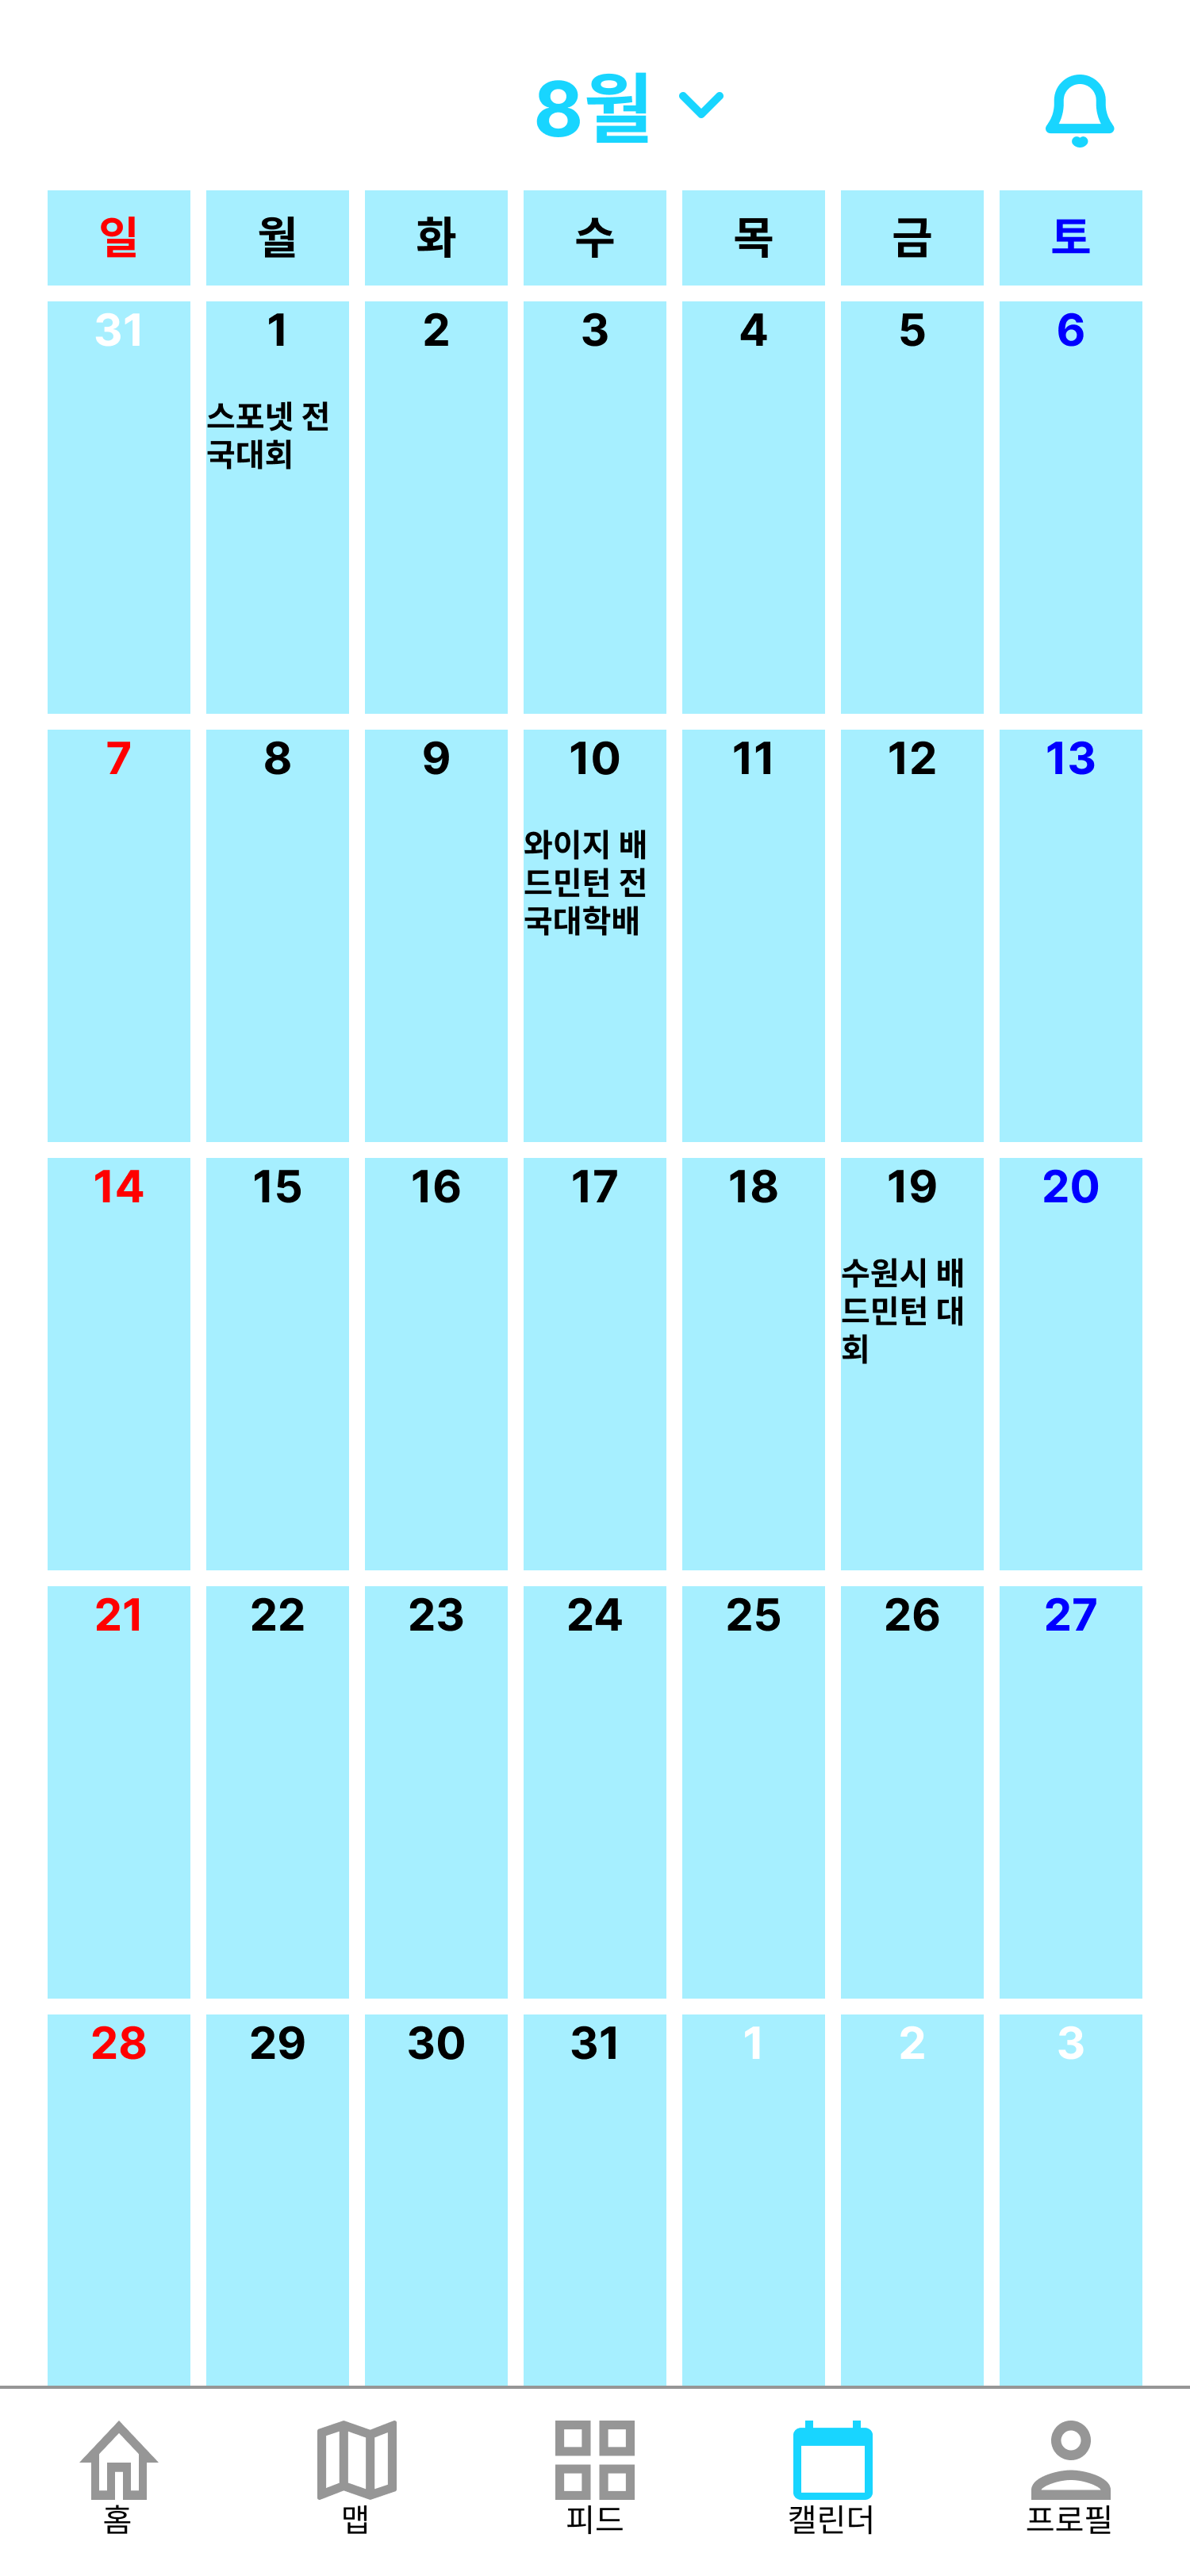 8월
일 월 화 수 목 금 토
31 1 2 3 4 5 6
스포넷 전
국대회
7 8 9 10 11 12 13
와이지 배
드민턴 전
국대학배
14 15 16 17 18 19 20
수원시 배
드민턴 대
회
21 22 23 24 25 26 27
28 29 30 31 1 2 3
홈 맵 피드 캘린더 프로필